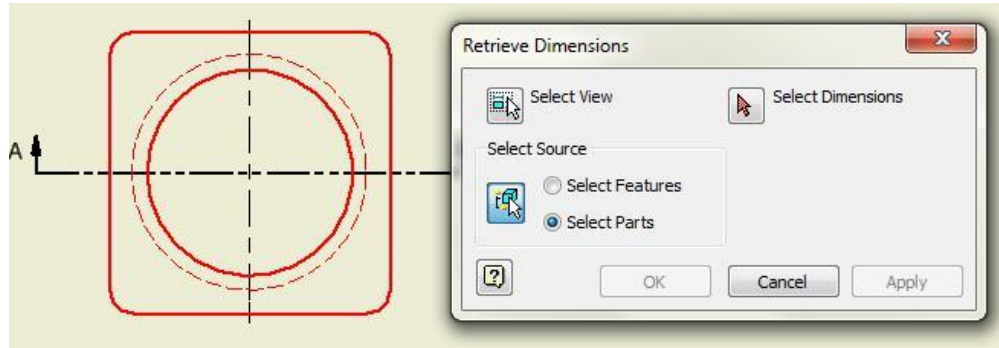 A
Retrieve Dimensions
Select View
Select Dimensions
Select Source
Select Features
Select Parts
OK
Cancel
Apply